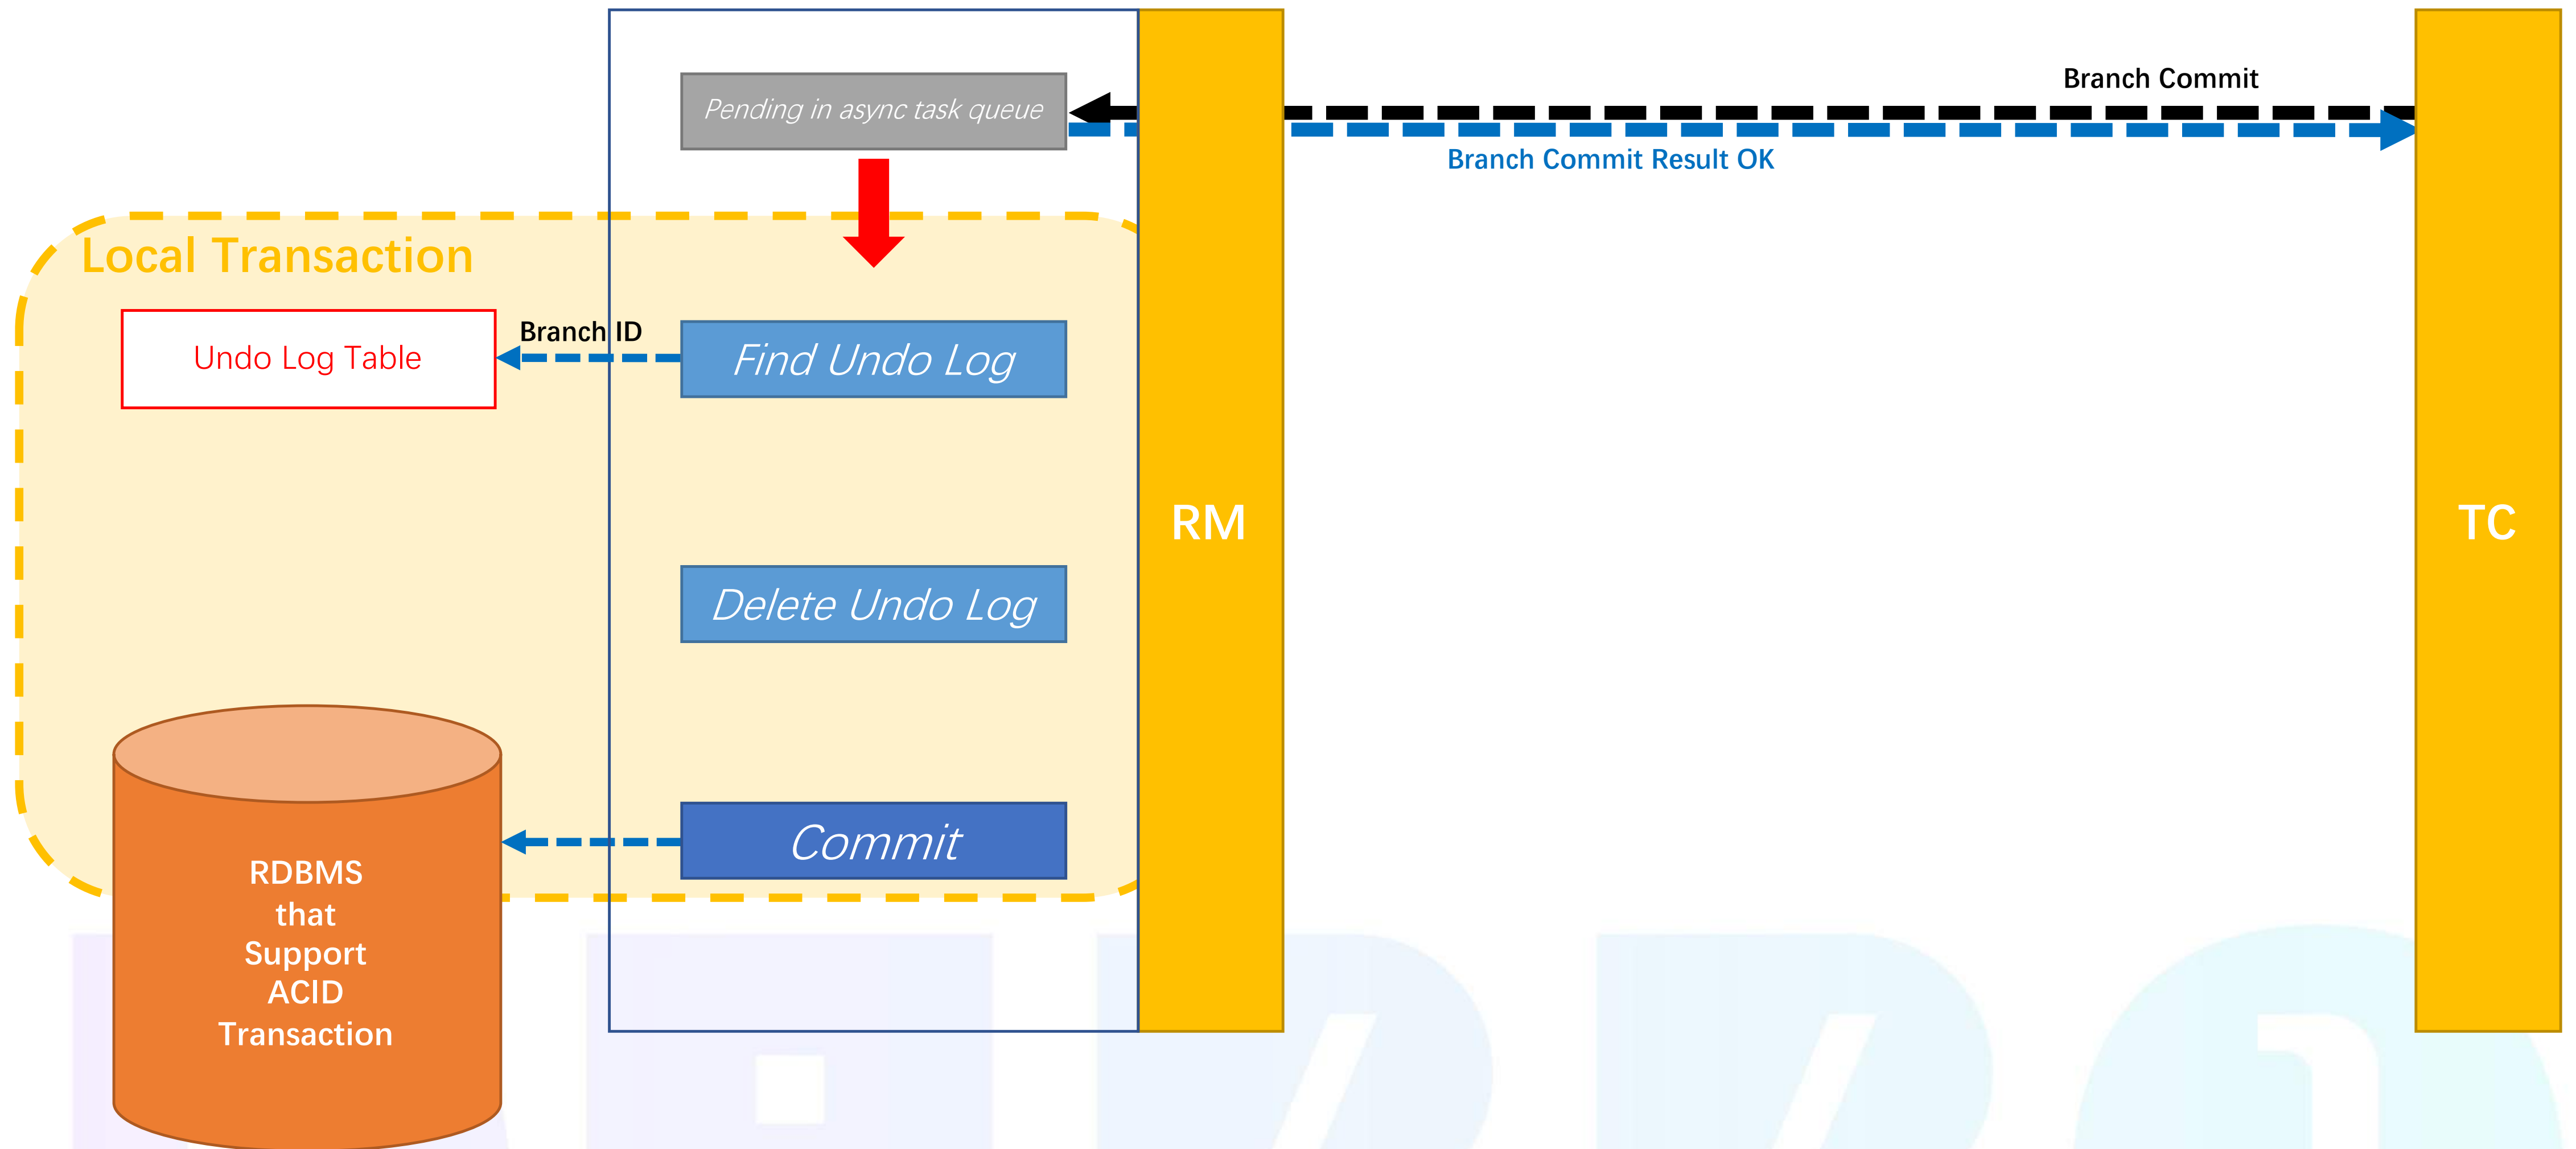 Pending in async task queue
Branch Commit
Branch Commit Result OK
Local Transaction
Undo Log Table
Branch ID
Find Undo Log
RM
TC
Delete Undo Log
Commit
RDBMS
that
Support
ACID
Transaction